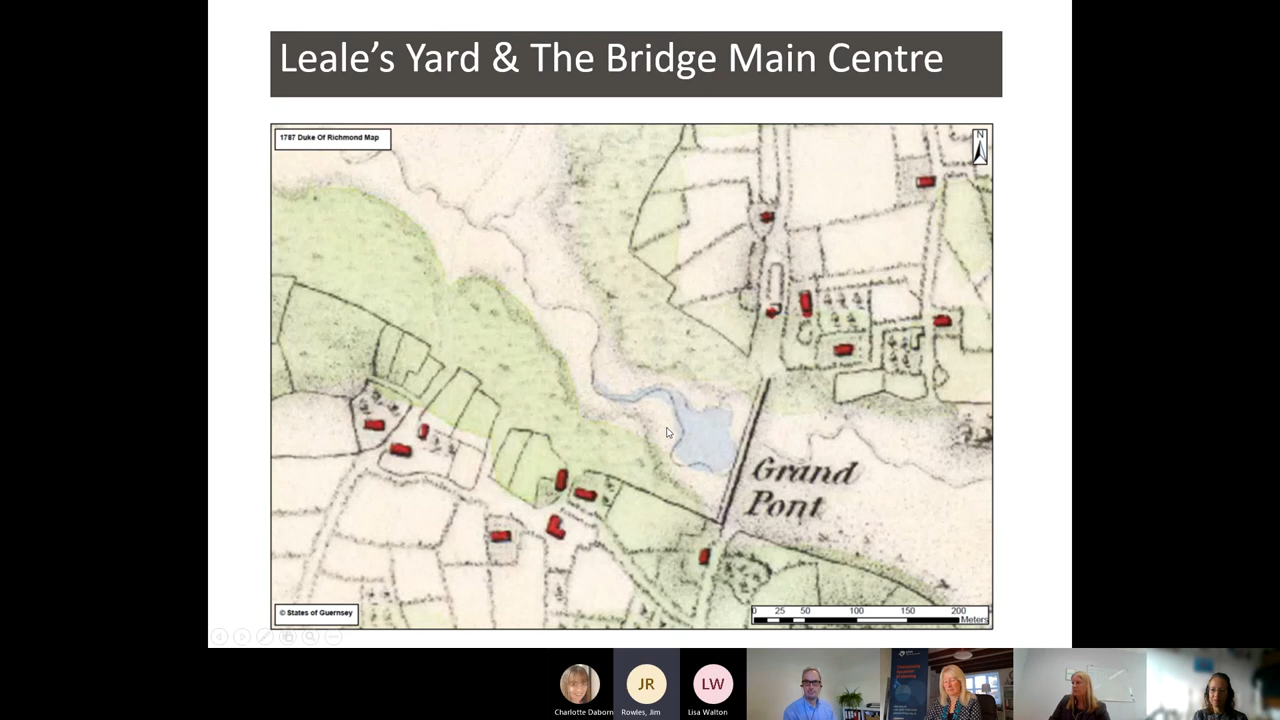 Leale's Yard & The Bridge Main Centre
1787 Duke Of Richmond Map
N
Grand
Pont
© States of Guernsey
0 25 50 100 150 200
Meters
JR
LW
Charlotte Daborn
Rowles, Jim
Lisa Walton